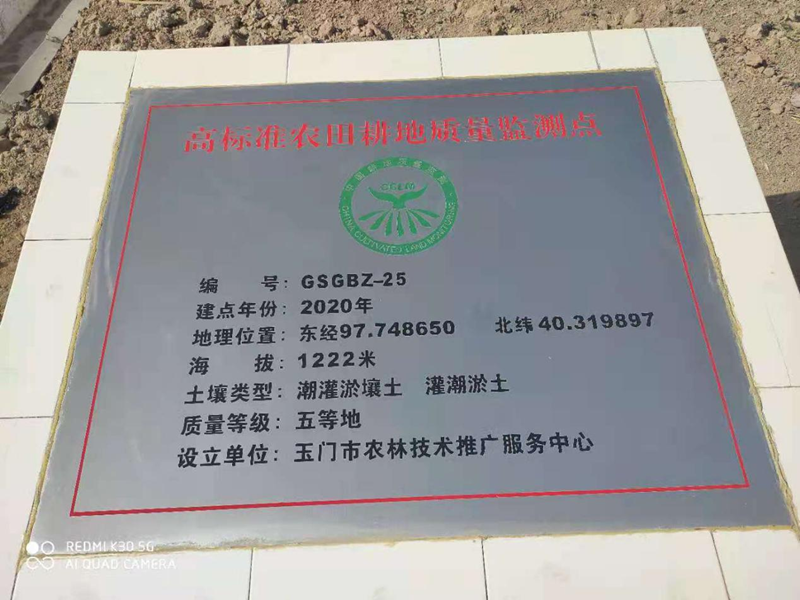 高标准农田耕地质量监测点
CHINA CULTIVATED LAND MONITORING
编 号：GSGBZ-25
建点年份：2020年
地理位置：东经97.748650 北纬40.319897
海 拔：1222米
土壤类型：潮灌淤壤土 灌潮淤土
质量等级：五等地
设立单位：玉门市农林技术推广服务中心
REDMI K30 5G
AI QUAD CAMERA